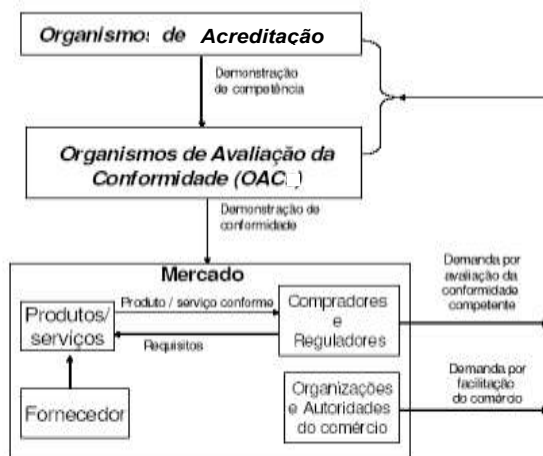 Organismos de Acreditação
Demonstração
de competência
Organismos de Avaliação da
Conformidade (OAC)
Demonstração de
conformidade
Mercado
Produtos/
serviços
Produto / serviço conforme
Requisitos
Compradores
e
Reguladores
Fornecedor
Organizações
e Autoridades
do comércio
Demanda por
avaliação da
conformidade
competente
Demanda por
facilitação
do comércio